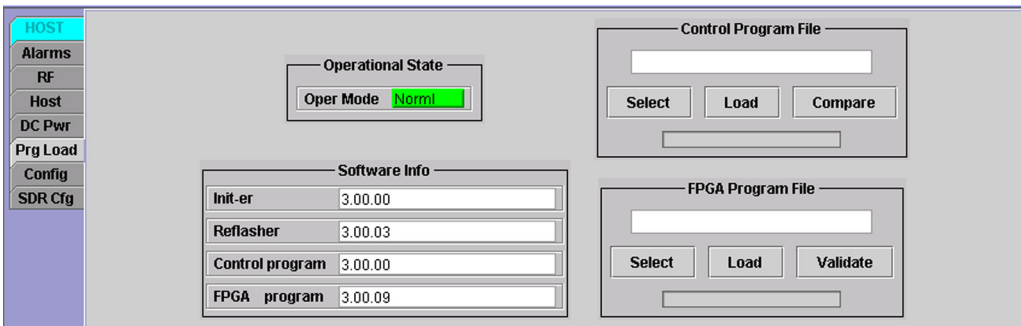 HOST
Alarms
RF
Host
DC Pwr
Prg Load
Config
SDR Cfg
Operational State
Oper Mode Norml
Software Info
Init-er 3.00.00
Reflasher 3.00.03
Control program 3.00.00
FPGA program 3.00.09
Control Program File
Select Load Compare
FPGA Program File
Select Load Validate